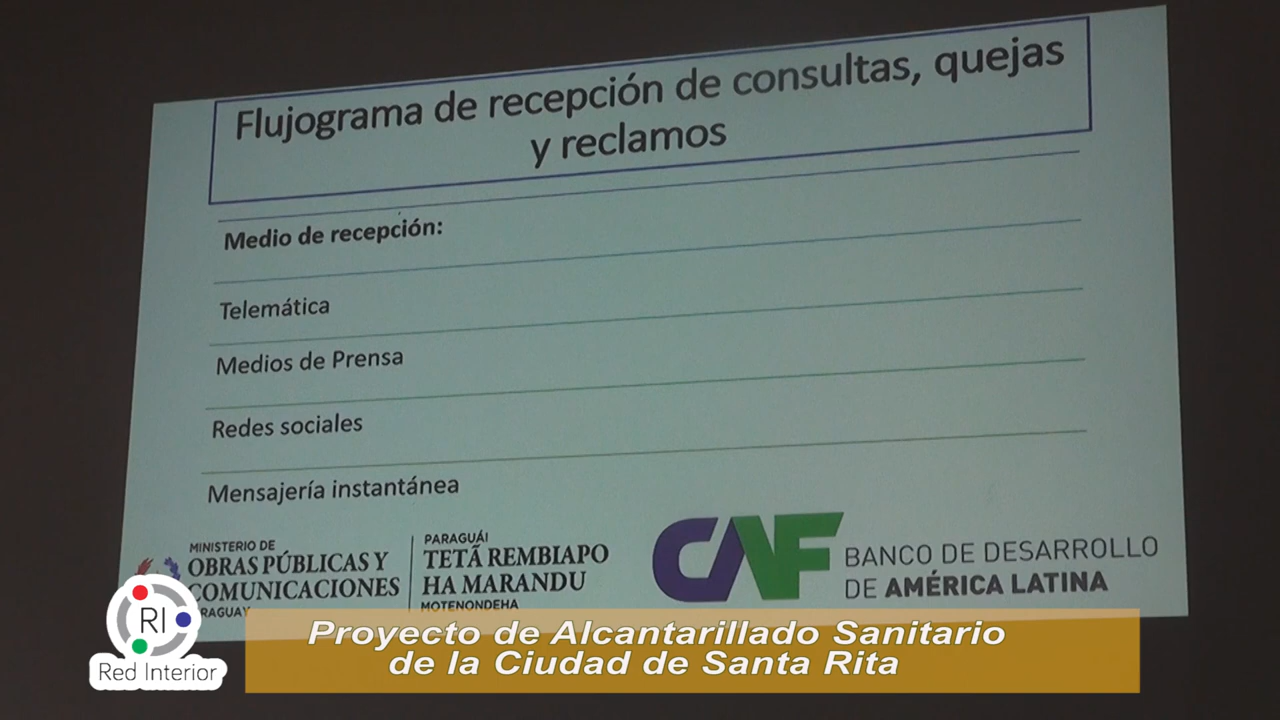 Flujograma de recepción de consultas, quejas
y reclamos
Medio de recepción:
Telemática
Medios de Prensa
Redes sociales
Mensajería instantánea
MINISTERIO DE
OBRAS PÚBLICAS Y
COMUNICACIONES
PARAGUÁI
TETÃ REMBIAPO
HA MARANDU
MOTENONDEHA
CAF
BANCO DE DESARROLLO
DE AMÉRICA LATINA
RI
Red Interior
Proyecto de Alcantarillado Sanitario
de la Ciudad de Santa Rita